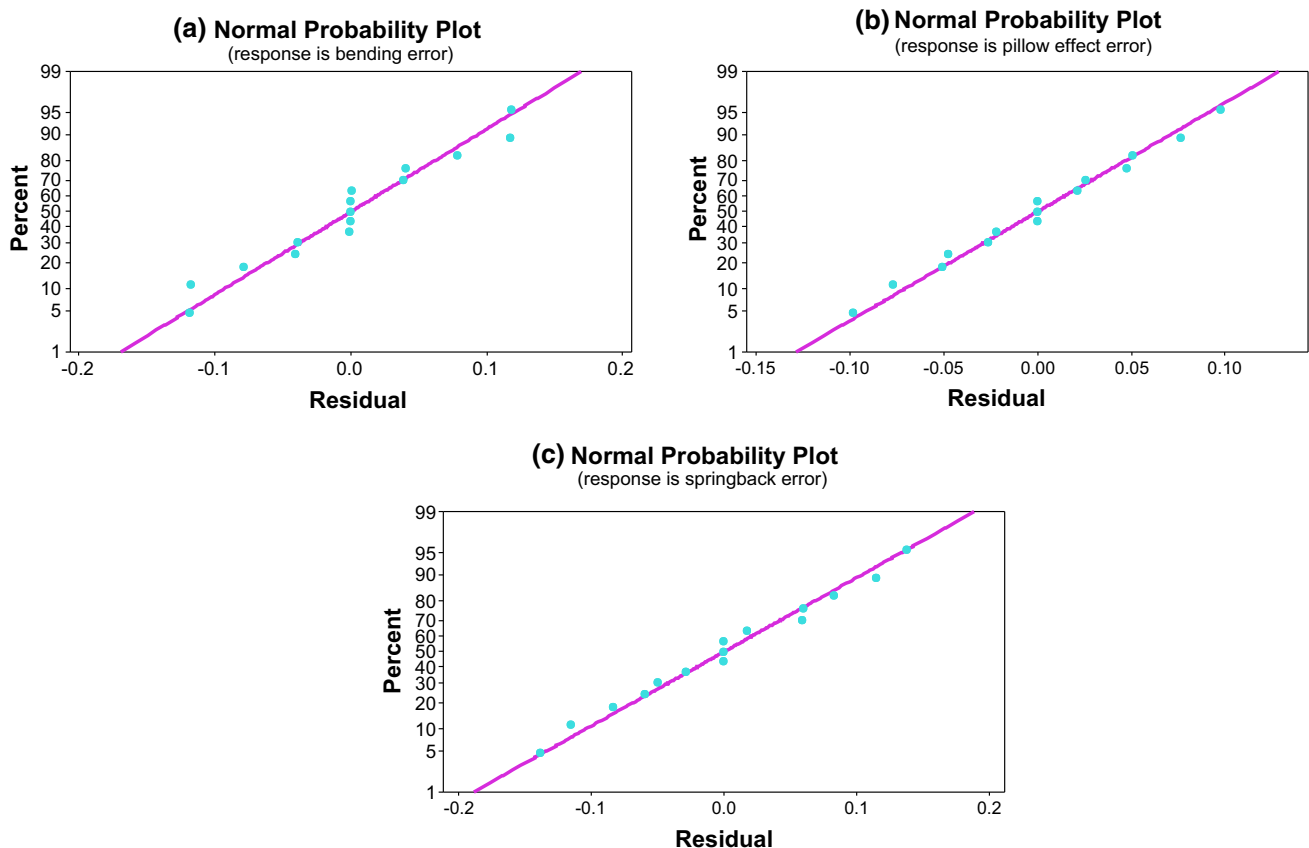 (a) Normal Probability Plot
(response is bending error)
99
95
90
80
70
60
50
40
30
20
10
5
1
Percent
-0.2 -0.1 0.0 0.1 0.2
Residual
(b) Normal Probability Plot
(response is pillow effect error)
99
95
90
80
70
60
50
40
30
20
10
5
1
Percent
-0.15 -0.10 -0.05 0.00 0.05 0.10
Residual
(c) Normal Probability Plot
(response is springback error)
99
95
90
80
70
60
50
40
30
20
10
5
1
Percent
-0.2 -0.1 0.0 0.1 0.2
Residual